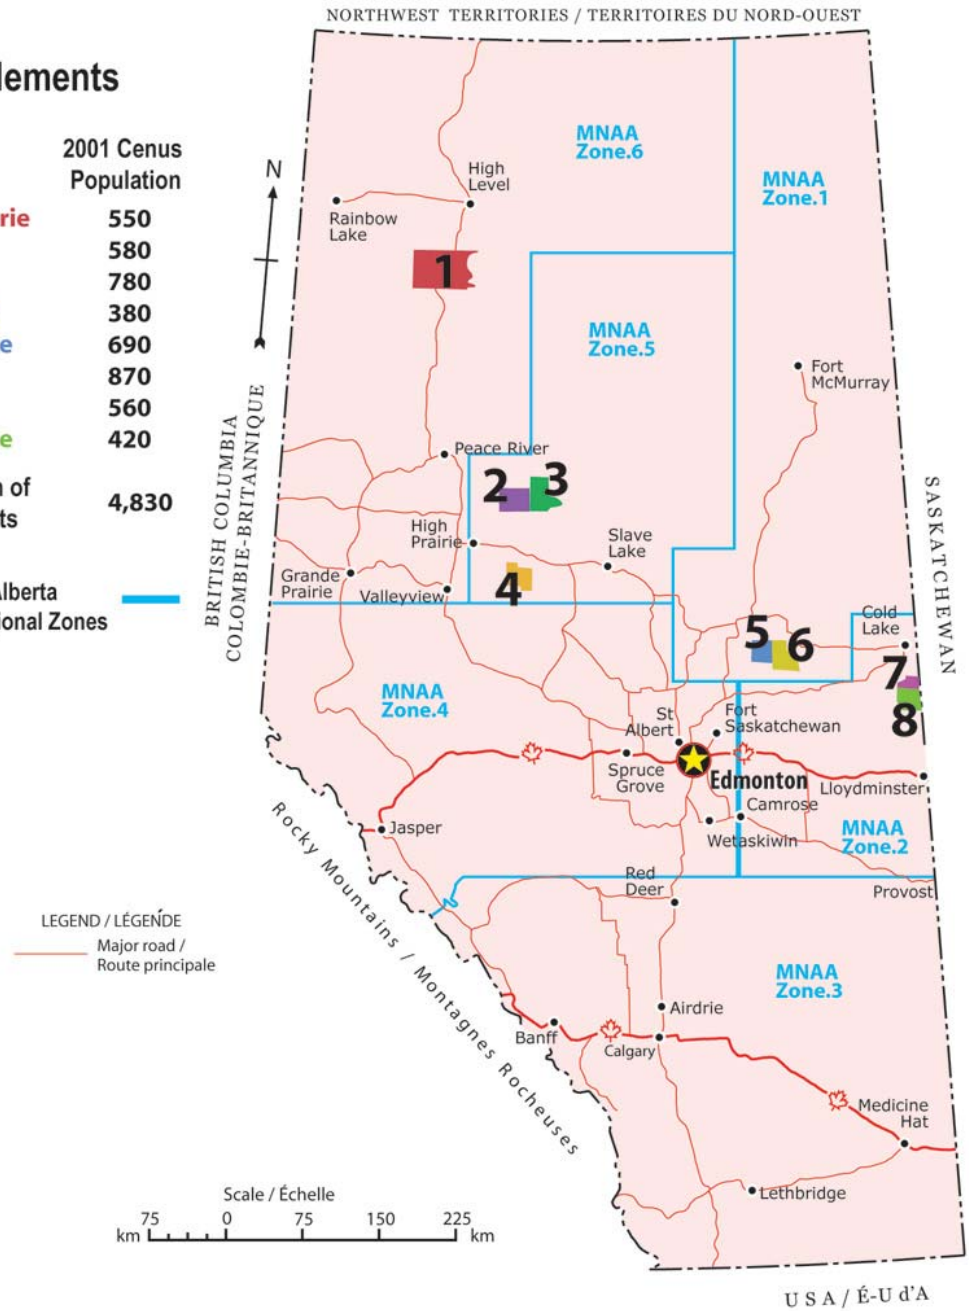 NORTHWEST TERRITORIES / TERRITOIRES DU NORD-OUEST
lements
2001 Cenus
Population
rie 550
580
780
380
e 690
870
560
e 420
n of
ts 4,830
Alberta
ional Zones
N
BRITISH COLUMBIA
COLOMBIE-BRITANNIQUE
MNAA
Zone.6
MNAA
Zone.1
High
Level
Rainbow
Lake
1
MNAA
Zone.5
Fort
McMurray
Peace River
2
3
High
Prairie
Slave
Lake
Grande
Prairie
Valleyview
4
SASKATCHEWAN
Cold
Lake
5
6
7
8
MNAA
Zone.4
St
Albert
Fort
Saskatchewan
Spruce
Grove
Edmonton
Lloydminster
Camrose
Wetaskiwin
MNAA
Zone.2
Jasper
Red
Deer
Provost
Rocky Mountains / Montagnes Rocheuses
LEGEND / LÉGENDE
Major road /
Route principale
MNAA
Zone.3
Airdrie
Banff
Calgary
Medicine
Hat
Lethbridge
Scale / Échelle
75 0 75 150 225
km km
USA / É-U d'A